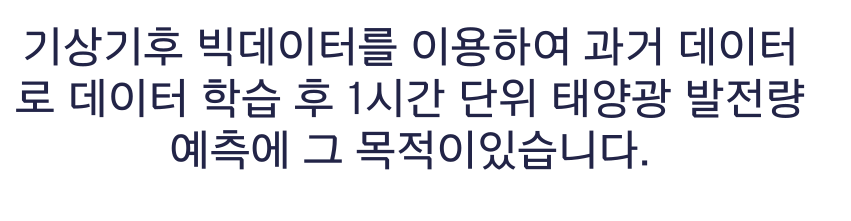 기상기후 빅데이터를 이용하여 과거 데이터
로 데이터 학습 후 1시간 단위 태양광 발전량
예측에 그 목적이있습니다.